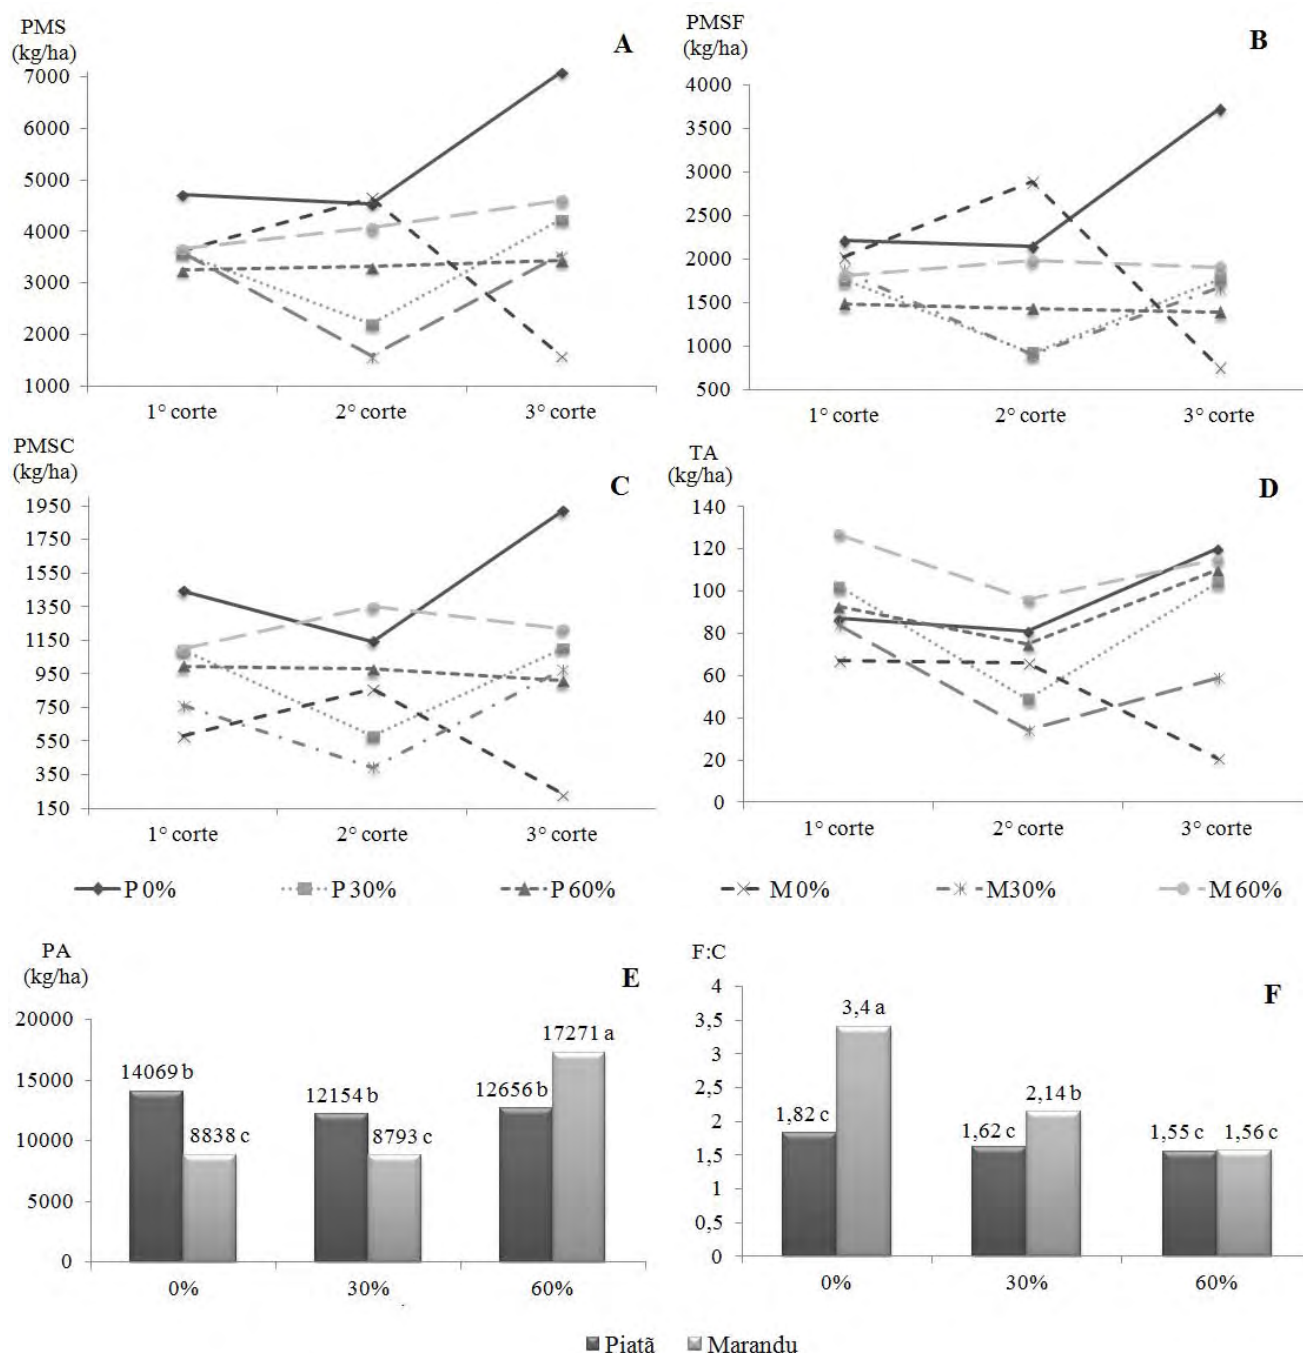 PMS
(kg/ha)
A
7000
6000
5000
4000
3000
2000
1000
1° corte
2° corte
3° corte
PMSF
(kg/ha)
B
4000
3500
3000
2500
2000
1500
1000
500
1° corte
2° corte
3° corte
PMSC
(kg/ha)
C
1950
1750
1550
1350
1150
950
750
550
350
150
1° corte
2° corte
3° corte
TA
(kg/ha)
D
140
120
100
80
60
40
20
0
1° corte
2° corte
3° corte
P 0%
P 30%
P 60%
M 0%
M30%
M 60%
PA
(kg/ha)
E
20000
15000
10000
5000
0
14069 b
8838 c
12154 b
8793 c
12656 b
17271 a
0%
30%
60%
F:C
F
4
3,5
3
2,5
2
1,5
1
0,5
0
1,82 c
3,4 a
1,62 c
2,14 b
1,55 c
1,56 c
0%
30%
60%
Piatã
Marandu